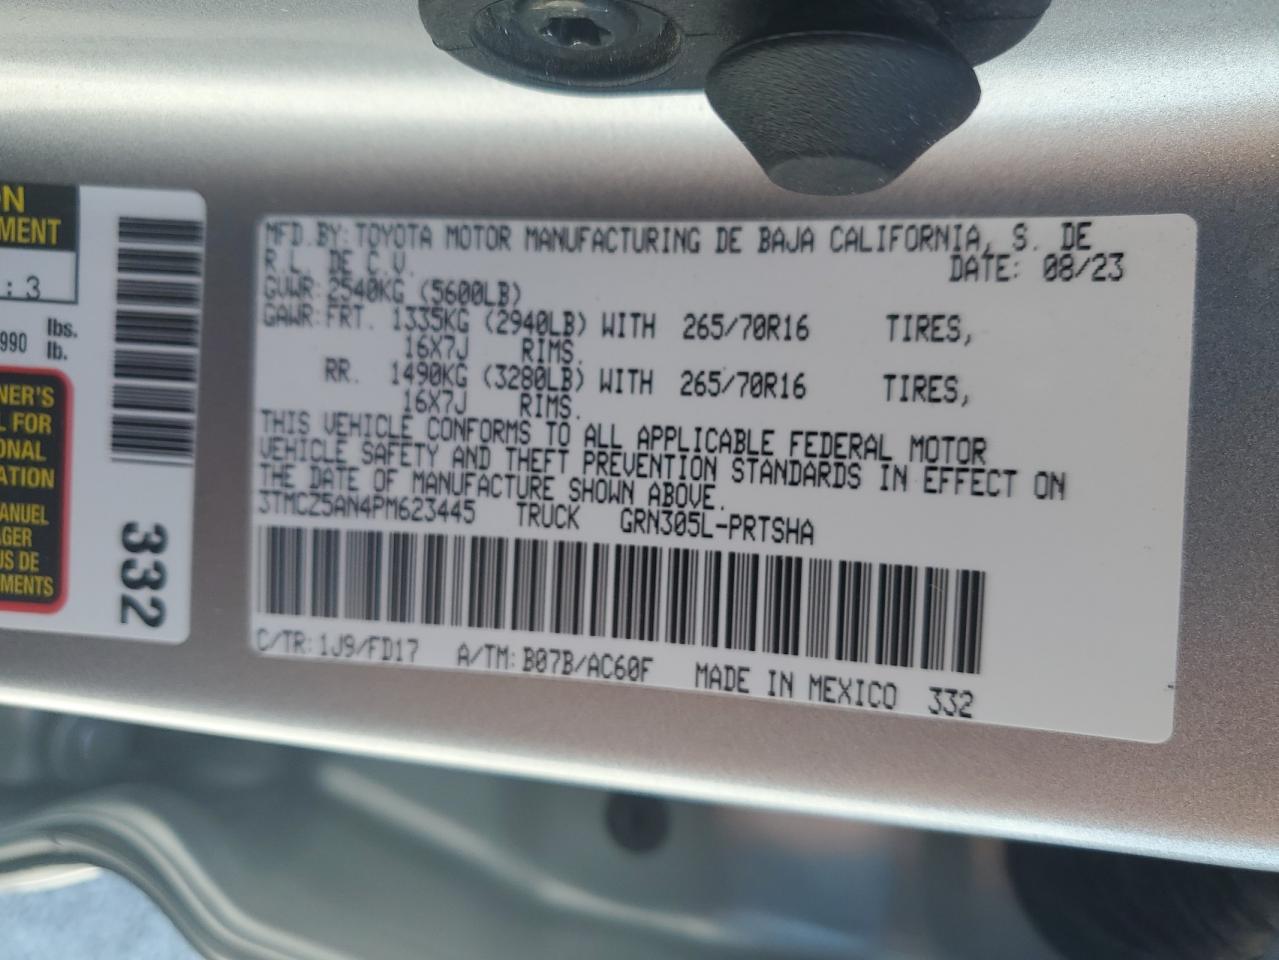 ON
MENT
: 3
990 lbs.
lb.
NER'S
L FOR
ONAL
ATION
ANUEL
AGER
US DE
MENTS
332
MFD.BY:TOYOTA MOTOR MANUFACTURING DE BAJA CALIFORNIA, S. DE
R.L. DE C.V.
DATE: 08/23
GVWR:2540KG (5600LB)
GAWR:FRT. 1335KG (2940LB) WITH 265/70R16 TIRES,
16X7J RIMS.
RR. 1490KG (3280LB) WITH 265/70R16 TIRES,
16X7J RIMS.
THIS VEHICLE CONFORMS TO ALL APPLICABLE FEDERAL MOTOR
VEHICLE SAFETY AND THEFT PREVENTION STANDARDS IN EFFECT ON
THE DATE OF MANUFACTURE SHOWN ABOVE.
3TMCZ5AN4PM623445 TRUCK GRN305L-PRTSHA
C/TR:1J9/FD17 A/TM:B07B/AC60F MADE IN MEXICO 332